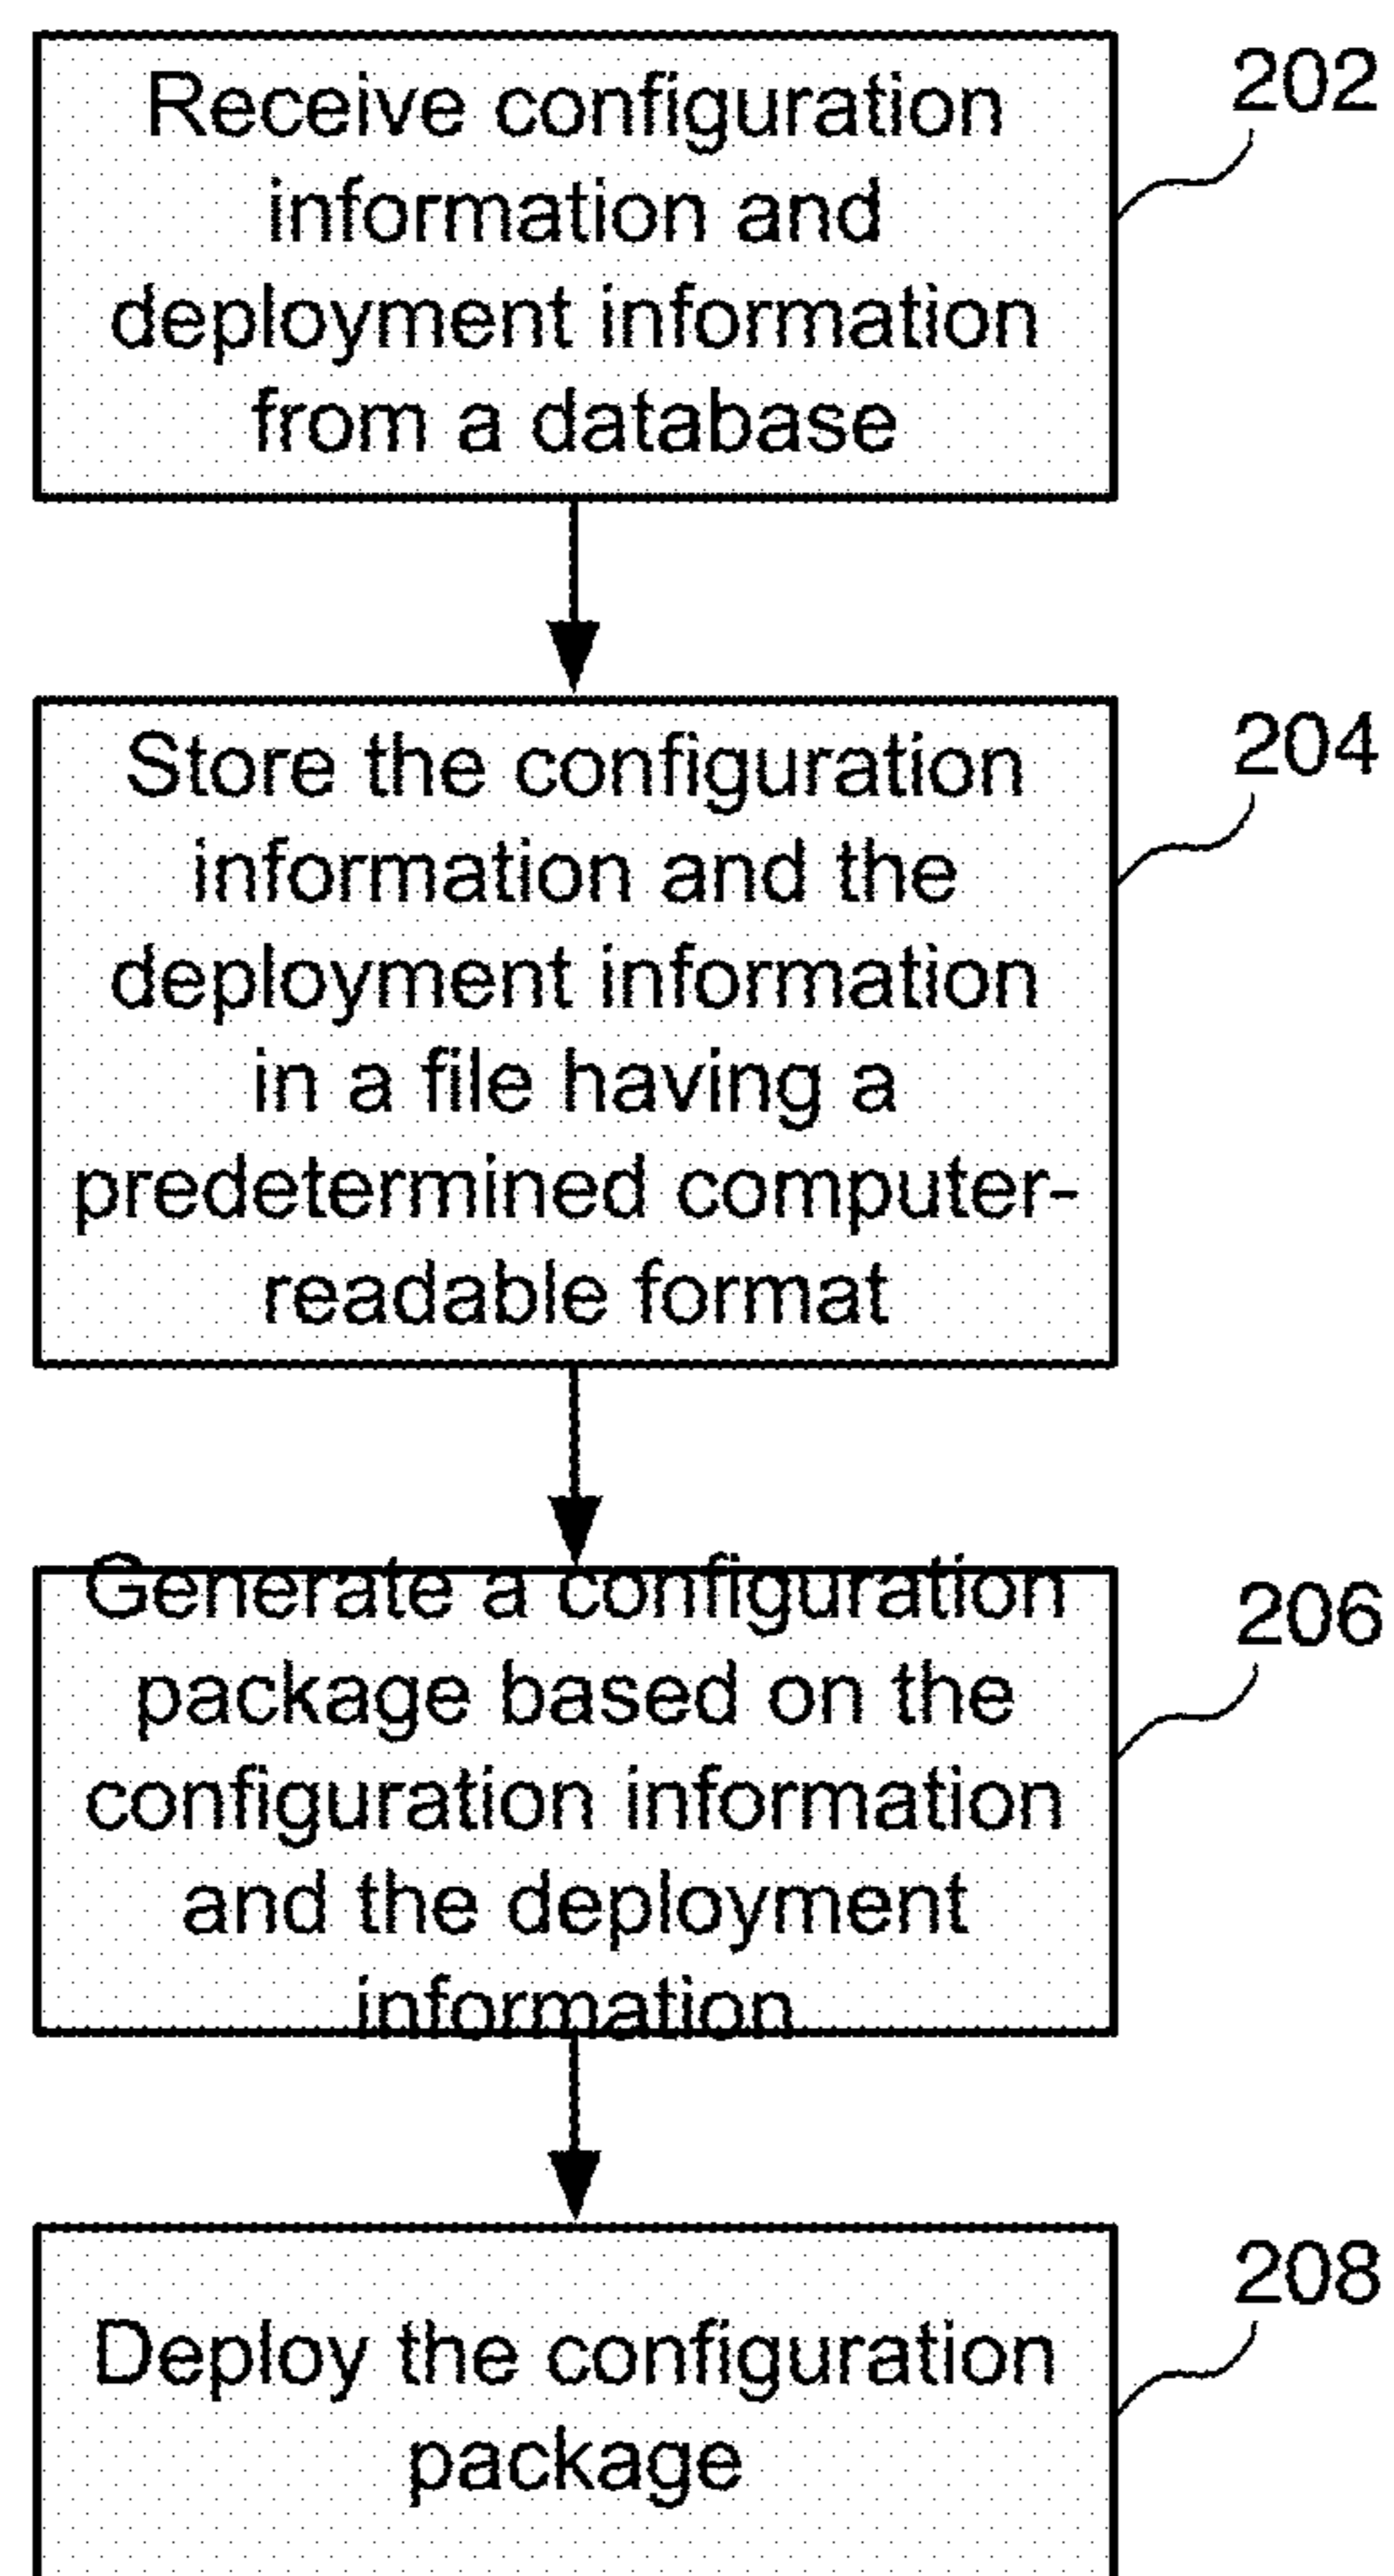 Receive configuration
information and
deployment information
from a database
202
Store the configuration
information and the
deployment information
in a file having a
predetermined computer-
readable format
204
Generate a configuration
package based on the
configuration information
and the deployment
information
206
Deploy the configuration
package
208